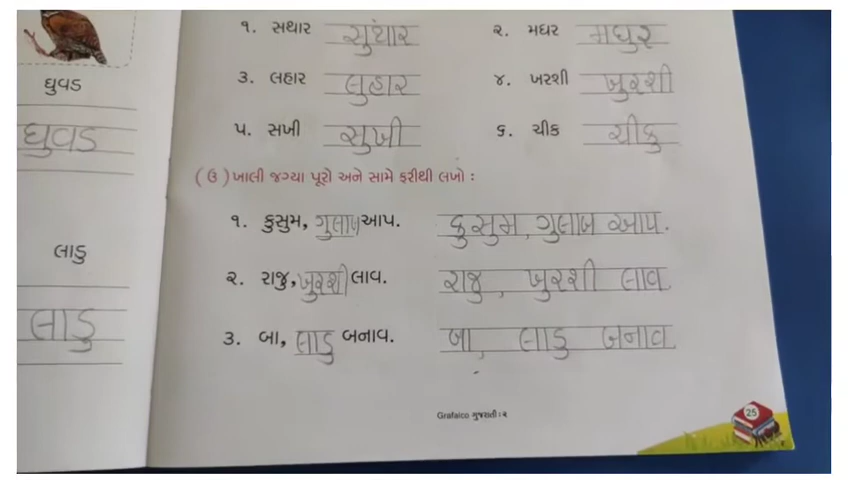 ઘુવડ
ઘુવડ
લાડુ
લાડુ
૧. સથાર સુથાર ૨. મધર મધુર
૩. લહાર લુહાર ૪. ખરશી ખુરશી
૫. સખી સુખી ૬. ચીક ચીકુ
(૭) ખાલી જગ્યા પૂરો અને સામે ફરીથી લખો :
૧. કુસુમ, ગુલાબ આપ. કુસુમ, ગુલાબ આપ.
૨. રાજુ, ખુરશી લાવ. રાજુ, ખુરશી લાવ
૩. બા, લાડુ બનાવ. બા, લાડુ બનાવ.
Grafalco ગુજરાતી : ૨
25